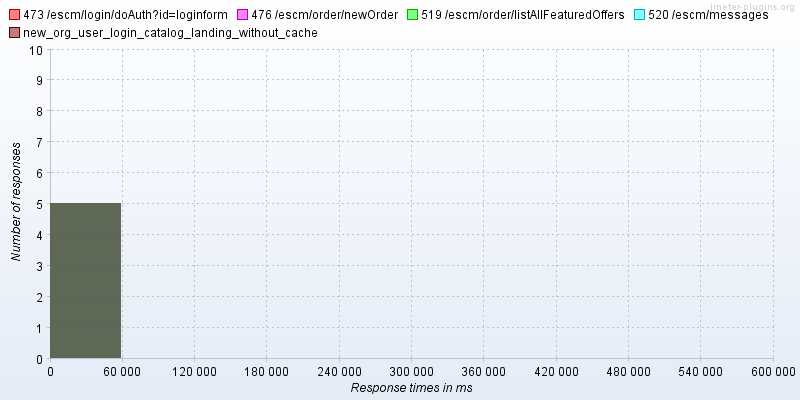 473 /escm/login/doAuth?id=loginform 476 /escm/order/newOrder 519 /escm/order/listAllFeaturedOffers 520 /escm/messages
jmeter-plugins.org
new_org_user_login_catalog_landing_without_cache
10
9
8
7
6
5
4
3
2
1
0
Number of responses
0 60 000 120 000 180 000 240 000 300 000 360 000 420 000 480 000 540 000 600 000
Response times in ms